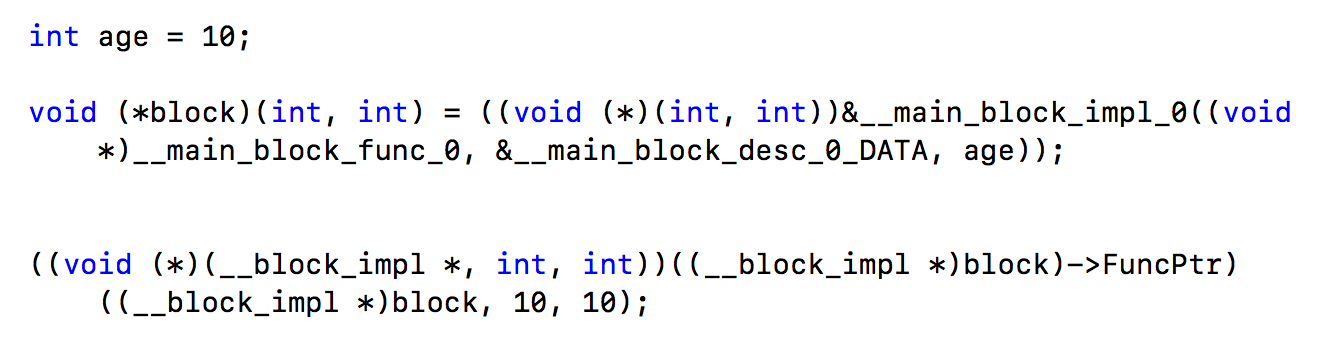 int age = 10;
void (*block)(int, int) = ((void (*)(int, int))&__main_block_impl_0((void
*)__main_block_func_0, &__main_block_desc_0_DATA, age));
((void (*)(__block_impl *, int, int))((__block_impl *)block)->FuncPtr)
((__block_impl *)block, 10, 10);